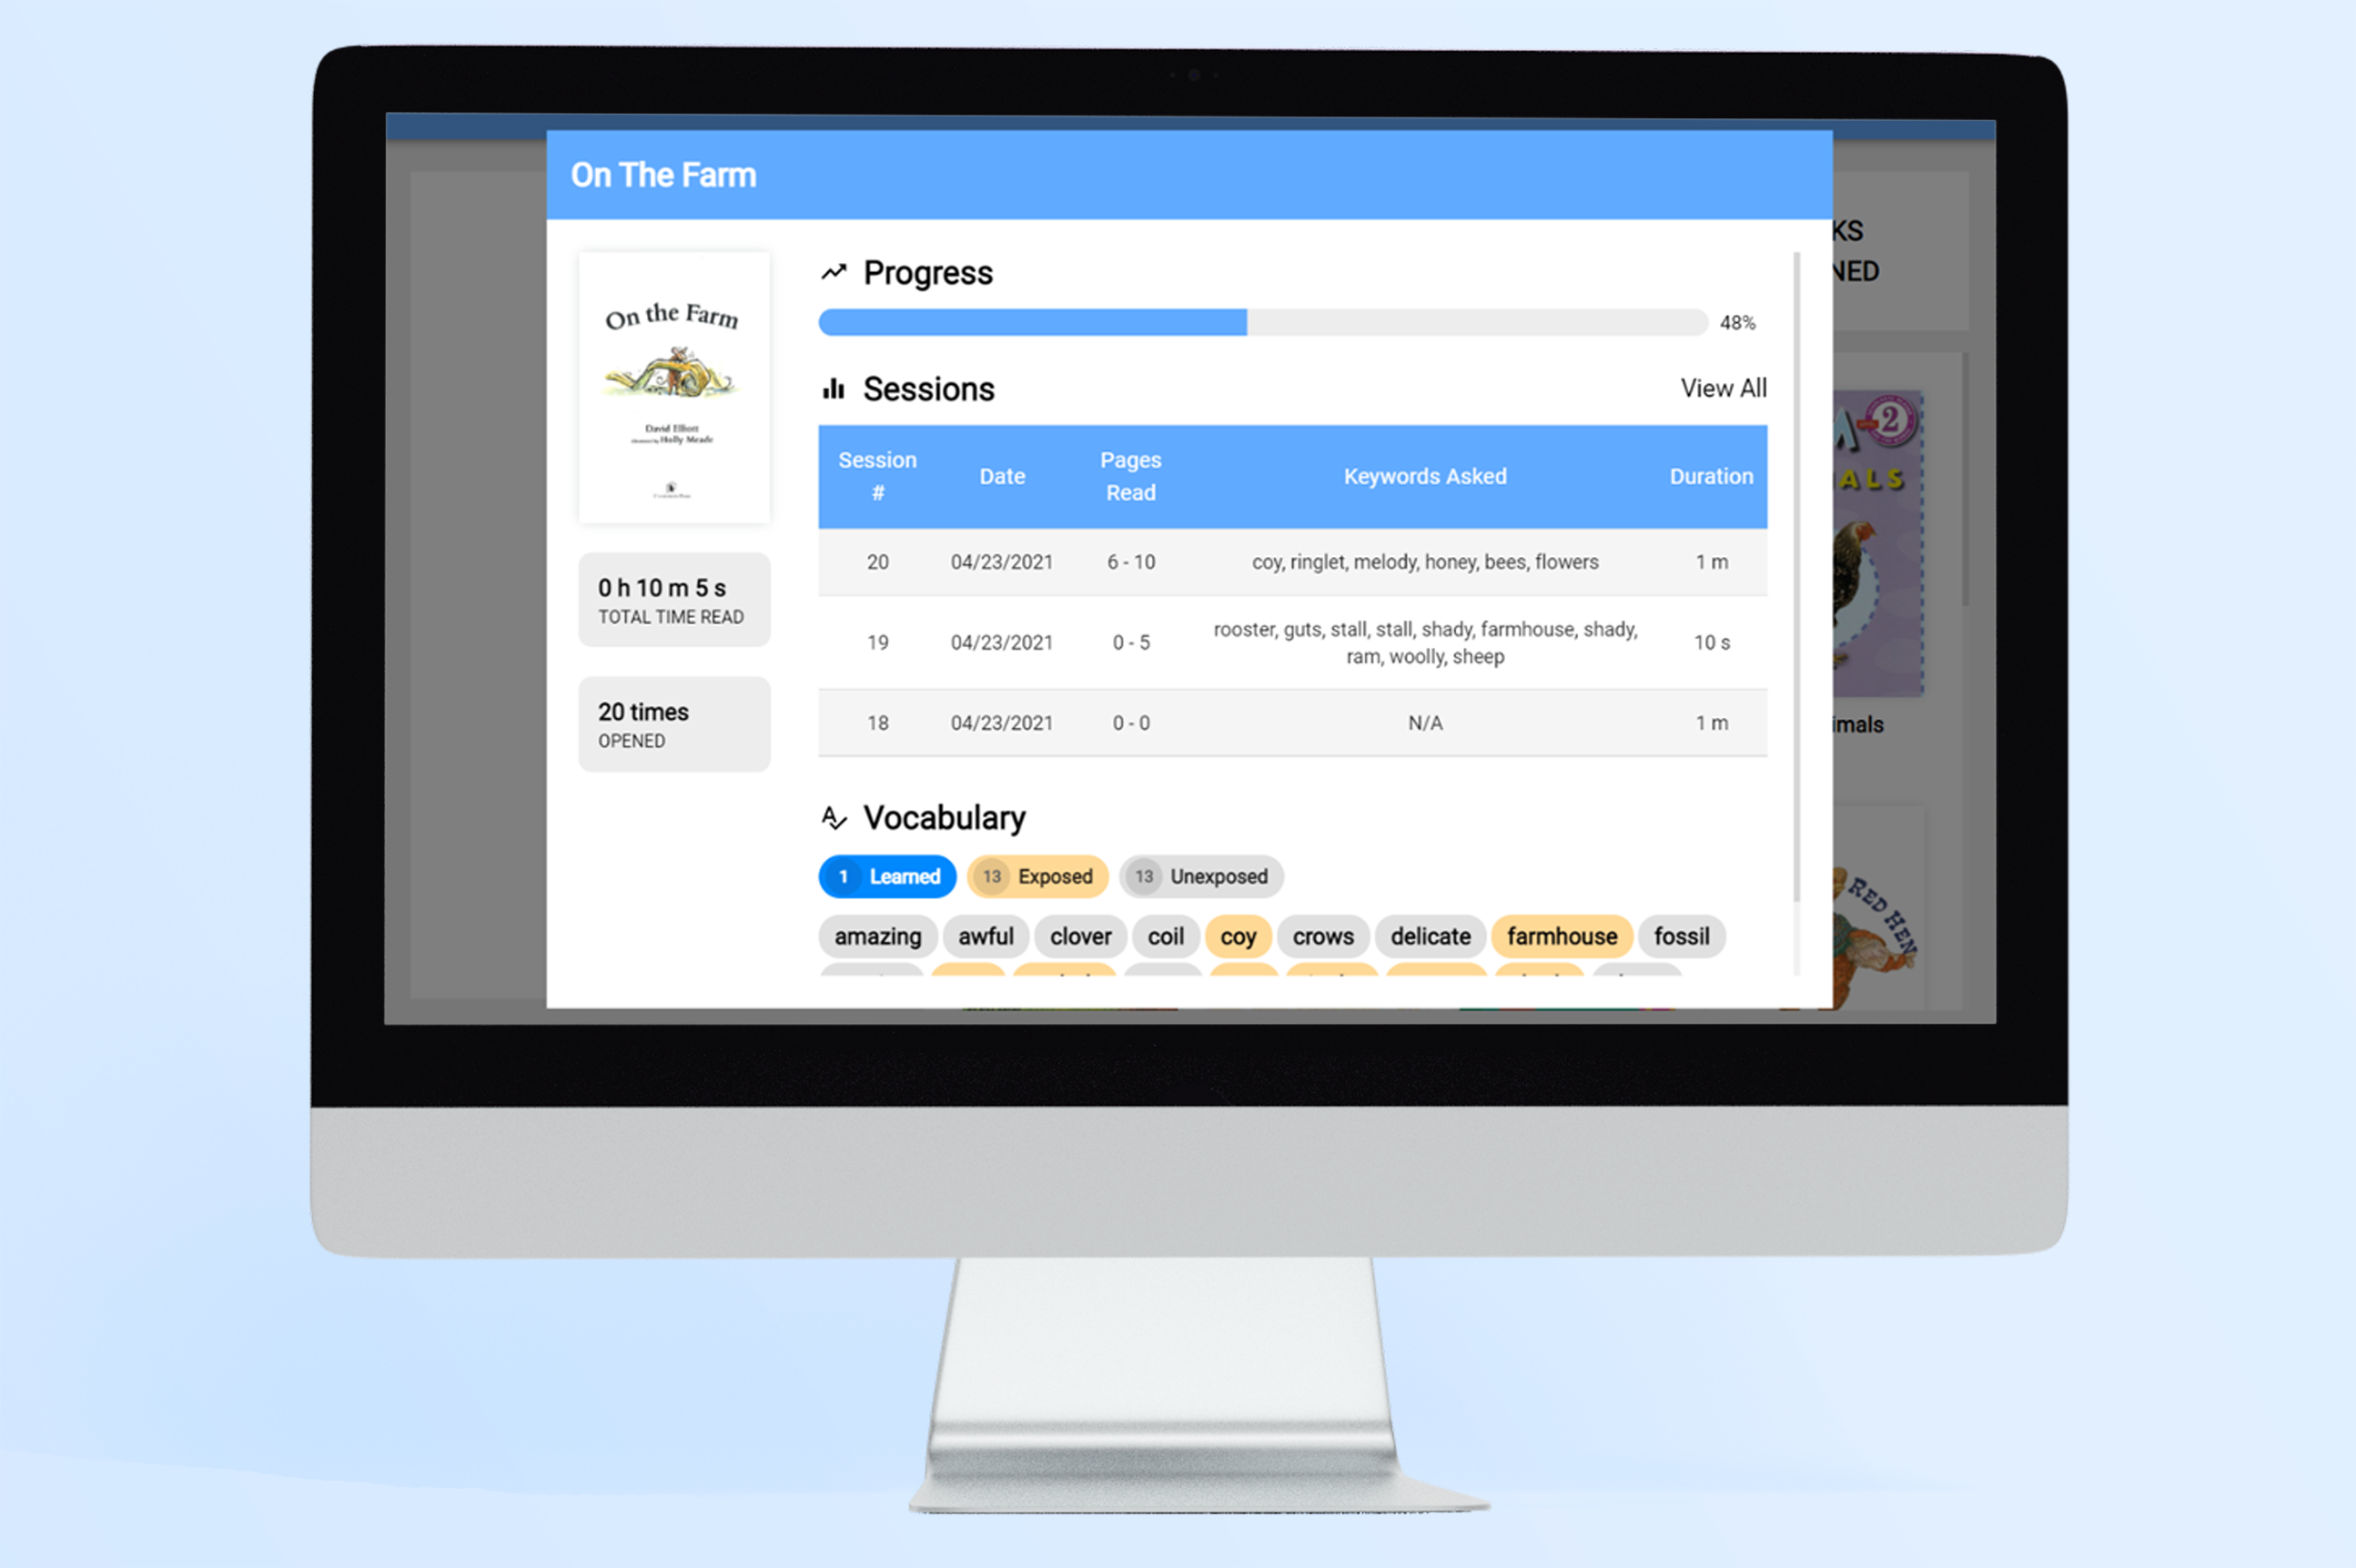 On The Farm
KS
NED
On the Farm
David Elliott
illustrated by Holly Meade
0 h 10 m 5 s
TOTAL TIME READ
20 times
OPENED
Progress
48%
Sessions
View All
Session # Date Pages Read Keywords Asked Duration
20 04/23/2021 6 - 10 coy, ringlet, melody, honey, bees, flowers 1 m
19 04/23/2021 0 - 5 rooster, guts, stall, stall, shady, farmhouse, shady,
ram, woolly, sheep 10 s
18 04/23/2021 0 - 0 N/A 1 m
Vocabulary
1 Learned 13 Exposed 13 Unexposed
amazing awful clover coil coy crows delicate farmhouse fossil
2
ALS
imals
RED HEN